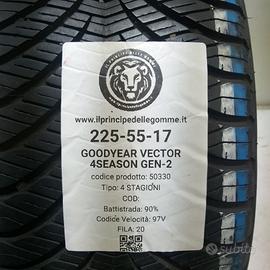 IL PRINCIPE DELLE GOMME
www.ilprincipedellegomme.it
225-55-17
GOODYEAR VECTOR
4SEASON GEN-2
codice prodotto: 50330
Tipo: 4 STAGIONI
COD:
Battistrada: 90%
Codice Velocità: 97V
FILA: 20
subito